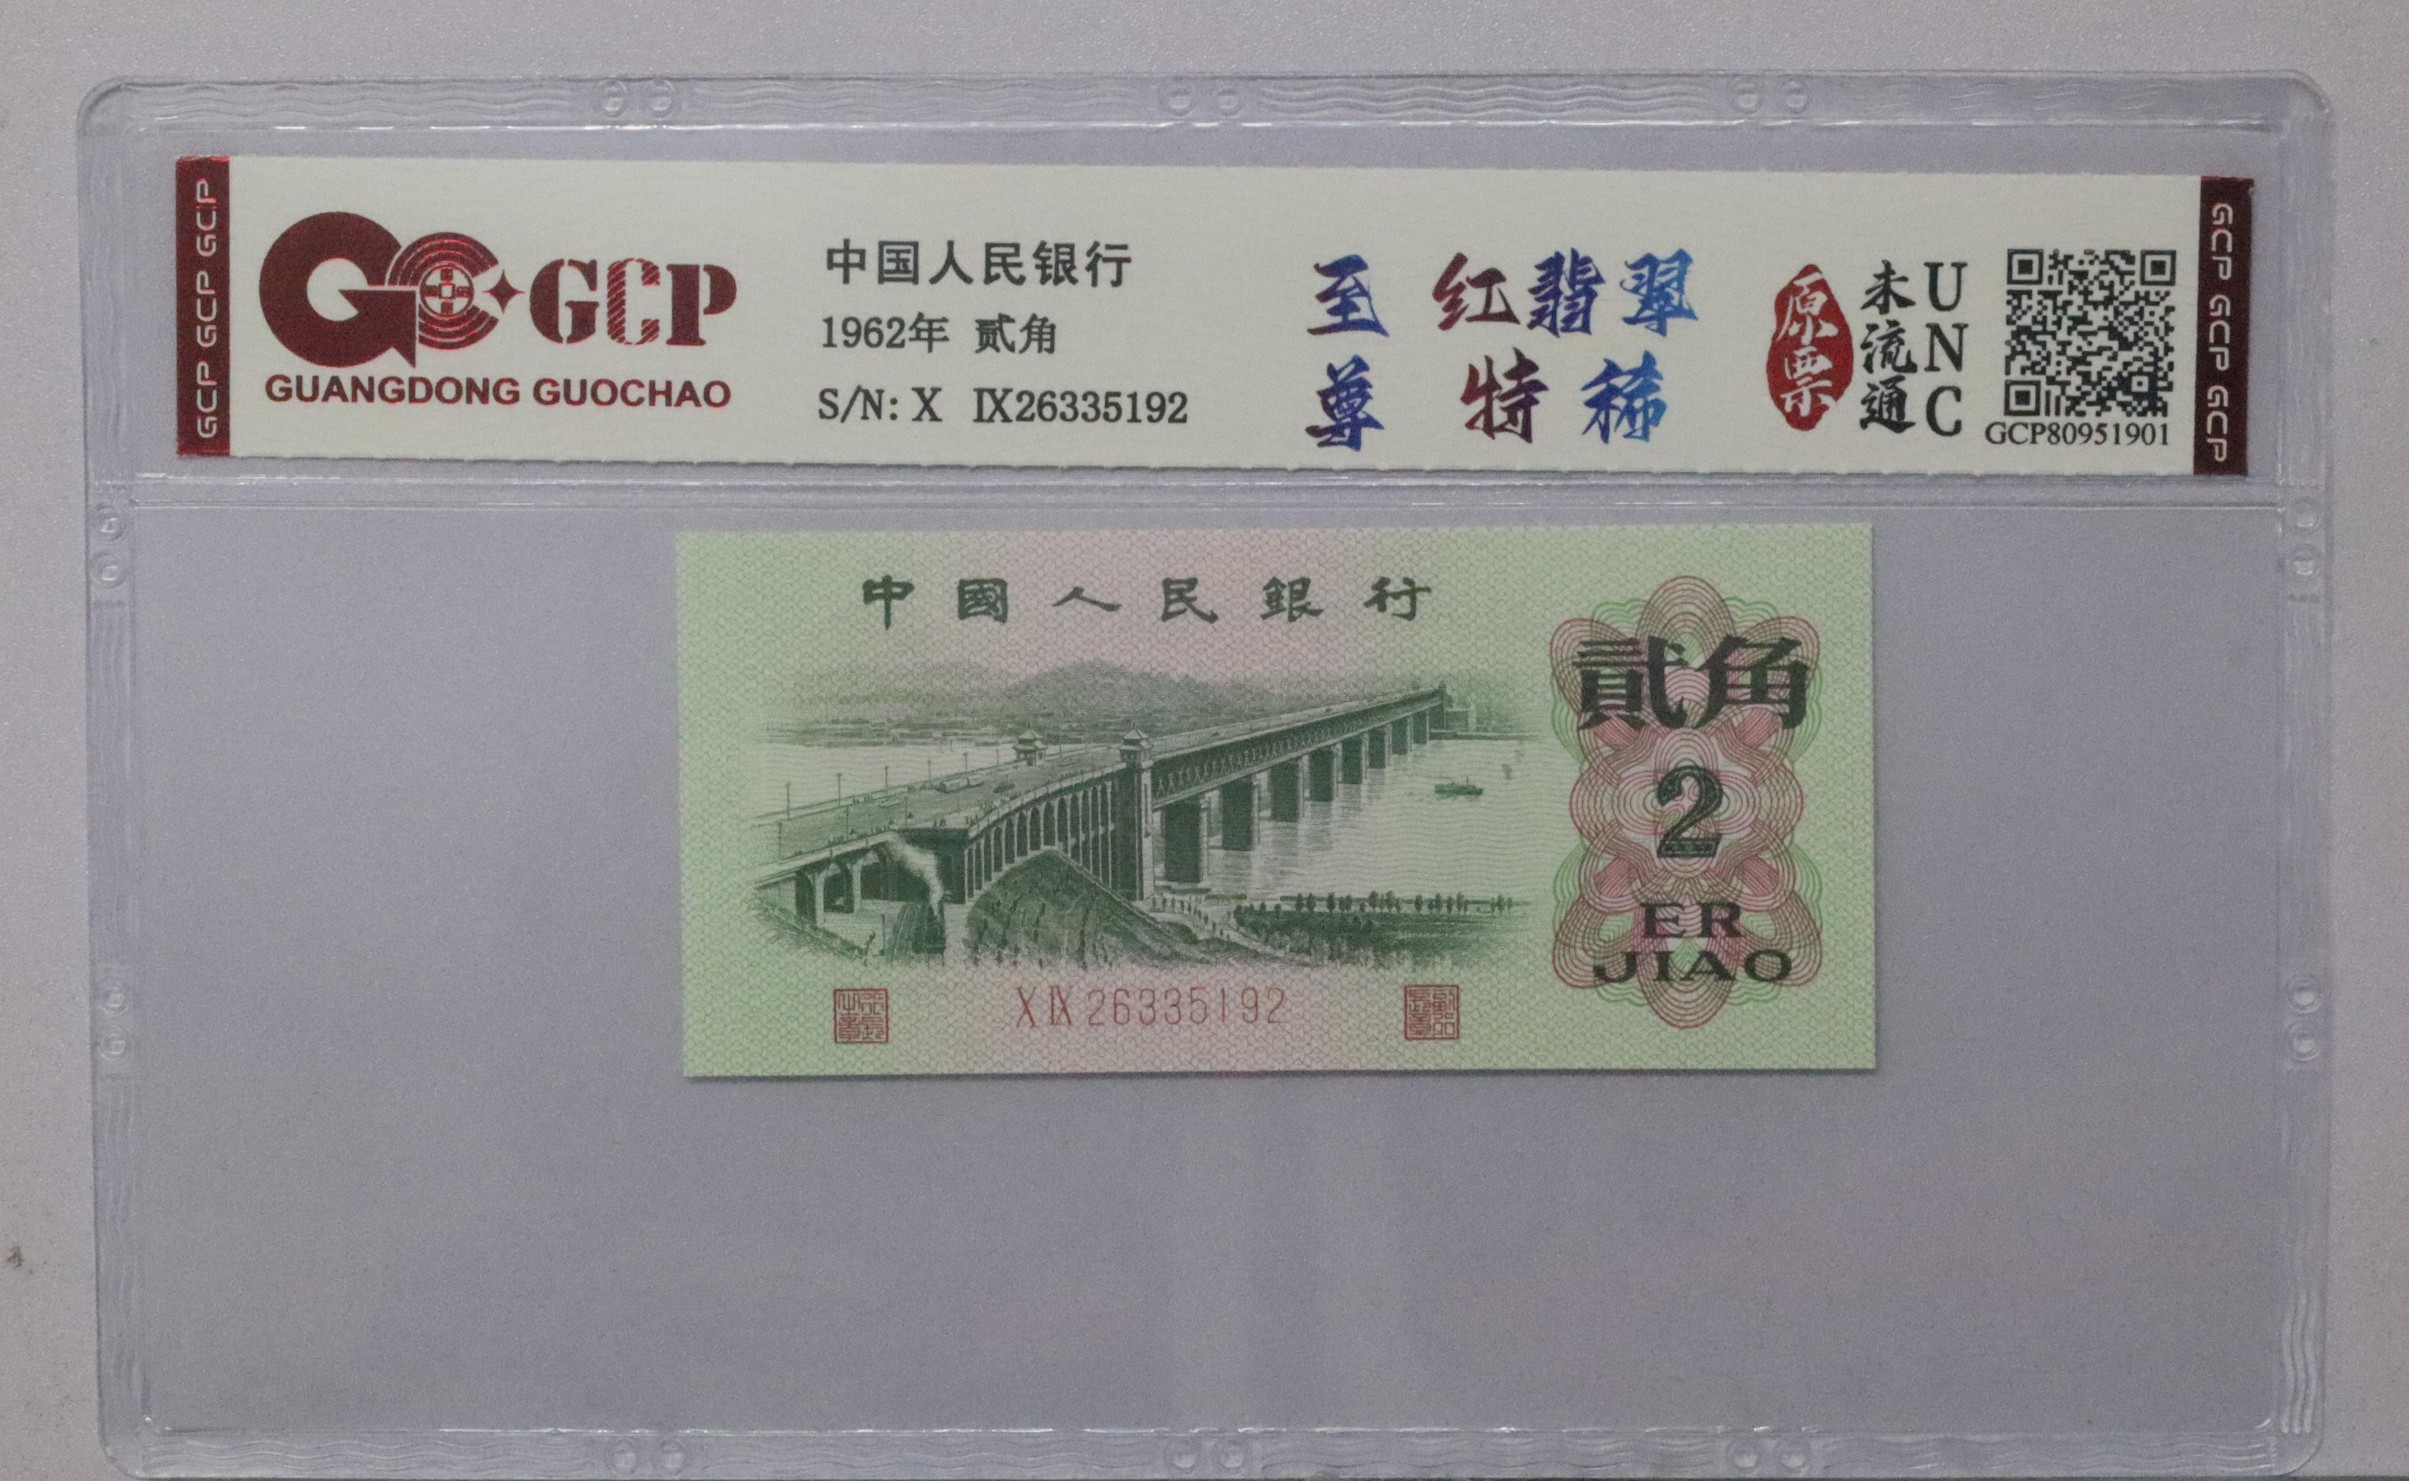 GCP GCP GCP
GCP
GUANGDONG GUOCHAO
中国人民银行
1962年 贰角
S/N: X IX26335192
至尊
红翡翠
特稀
原票
未流通
UNC
GCP80951901
GCP GCP GCP
中國人民銀行
貳角
2
ER
JIAO
X IX 26335192